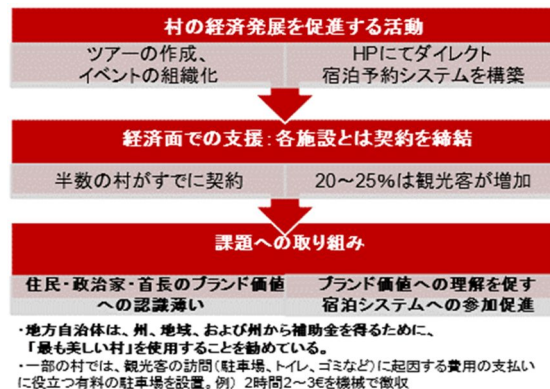 村の経済発展を促進する活動
ツアーの作成、
イベントの組織化
HPにてダイレクト
宿泊予約システムを構築
経済面での支援：各施設とは契約を締結
半数の村がすでに契約
20～25%は観光客が増加
課題への取り組み
住民・政治家・首長のブランド価値
への認識薄い
ブランド価値への理解を促す
宿泊システムへの参加促進
・地方自治体は、州、地域、および州から補助金を得るために、
「最も美しい村」を使用することを勧めている。
・一部の村では、観光客の訪問（駐車場、トイレ、ゴミなど）に起因する費用の支払い
に役立つ有料の駐車場を設置。例） 2時間2～3€を機械で徴収